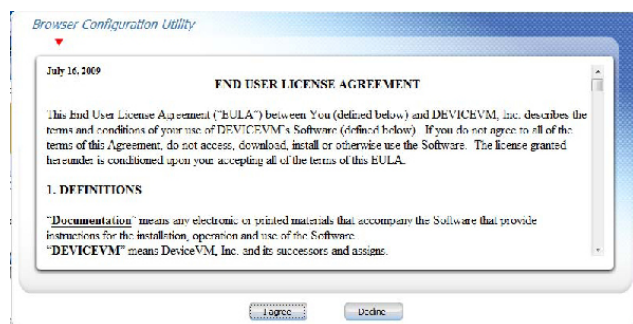 Browser Configuration Utility
July 16, 2009
END USER LICENSE AGREEMENT
This End User License Agreement ("EULA") between You (defined below) and DEVICEVM, Inc. describes the
terms and conditions of your use of DEVICEVM's Software (defined below). If you do not agree to all of the
terms of this Agreement, do not access, download, install or otherwise use the Software. The license granted
hereunder is conditioned upon your accepting all of the terms of this EULA.
1. DEFINITIONS
"Documentation" means any electronic or printed materials that accompany the Software that provide
instructions for the installation, operation and use of the Software.
"DEVICEVM" means DeviceVM, Inc. and its successors and assigns.
I agree
Decline